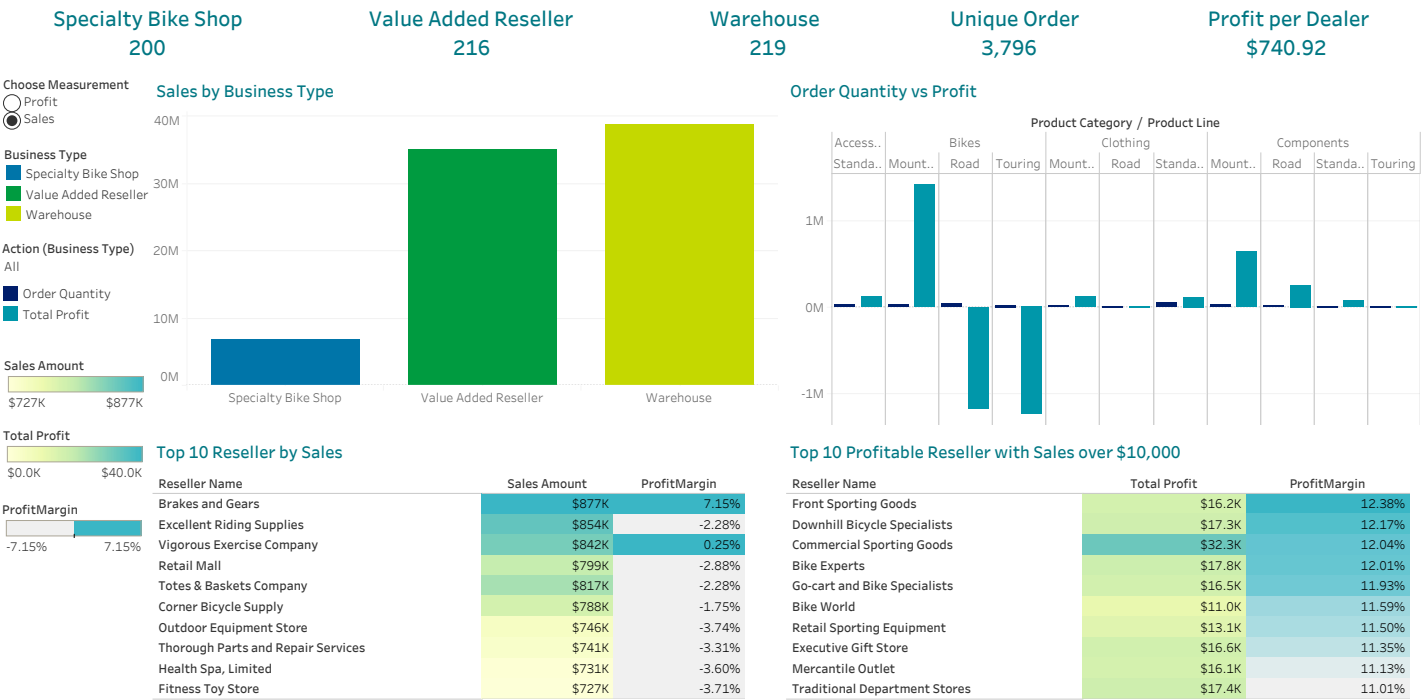 Specialty Bike Shop
200
Value Added Reseller
216
Warehouse
219
Unique Order
3,796
Profit per Dealer
$740.92
Choose Measurement
Profit
Sales
Business Type
Specialty Bike Shop
Value Added Reseller
Warehouse
Action (Business Type)
All
Order Quantity
Total Profit
Sales Amount
$727K $877K
Total Profit
$0.0K $40.0K
ProfitMargin
-7.15% 7.15%
Sales by Business Type
40M
30M
20M
10M
0M
Specialty Bike Shop Value Added Reseller Warehouse
Order Quantity vs Profit
Product Category / Product Line
Access.. Bikes Clothing Components
Standa.. Mount.. Road Touring Mount.. Road Standa.. Mount.. Road Standa.. Touring
1M
0M
-1M
Top 10 Reseller by Sales
Reseller Name Sales Amount ProfitMargin
Brakes and Gears $877K 7.15%
Excellent Riding Supplies $854K -2.28%
Vigorous Exercise Company $842K 0.25%
Retail Mall $799K -2.88%
Totes & Baskets Company $817K -2.28%
Corner Bicycle Supply $788K -1.75%
Outdoor Equipment Store $746K -3.74%
Thorough Parts and Repair Services $741K -3.31%
Health Spa, Limited $731K -3.60%
Fitness Toy Store $727K -3.71%
Top 10 Profitable Reseller with Sales over $10,000
Reseller Name Total Profit ProfitMargin
Front Sporting Goods $16.2K 12.38%
Downhill Bicycle Specialists $17.3K 12.17%
Commercial Sporting Goods $32.3K 12.04%
Bike Experts $17.8K 12.01%
Go-cart and Bike Specialists $16.5K 11.93%
Bike World $11.0K 11.59%
Retail Sporting Equipment $13.1K 11.50%
Executive Gift Store $16.6K 11.35%
Mercantile Outlet $16.1K 11.13%
Traditional Department Stores $17.4K 11.01%